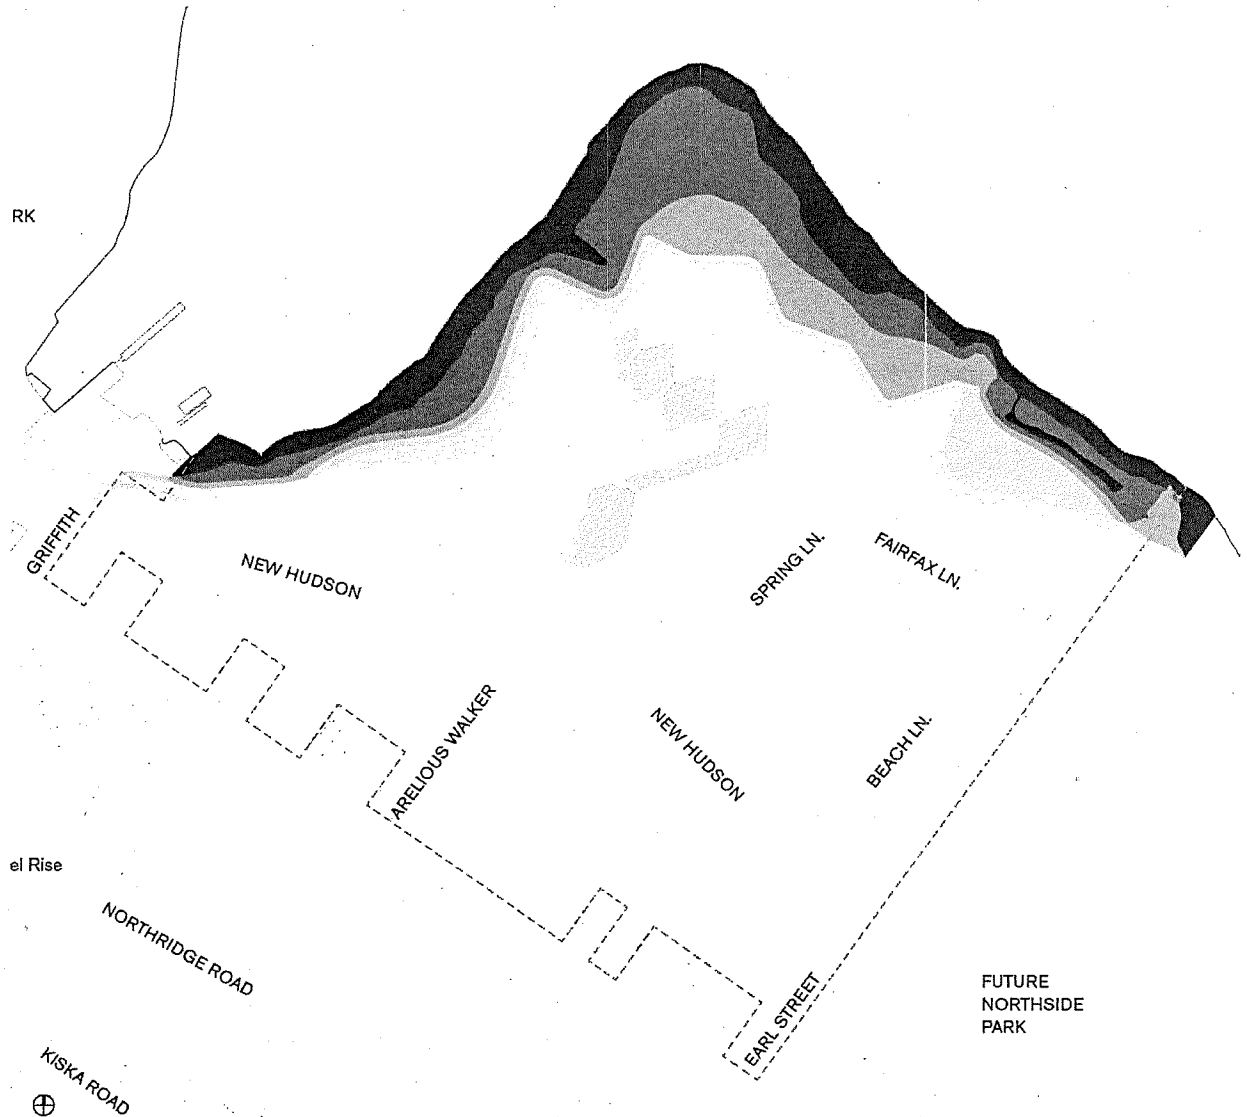 RK
GRIFFITH
NEW HUDSON
SPRING LN.
FAIRFAX LN.
ARELIOUS WALKER
NEW HUDSON
BEACH LN.
el Rise
NORTHRIDGE ROAD
EARL STREET
FUTURE
NORTHSIDE
PARK
KISKA ROAD